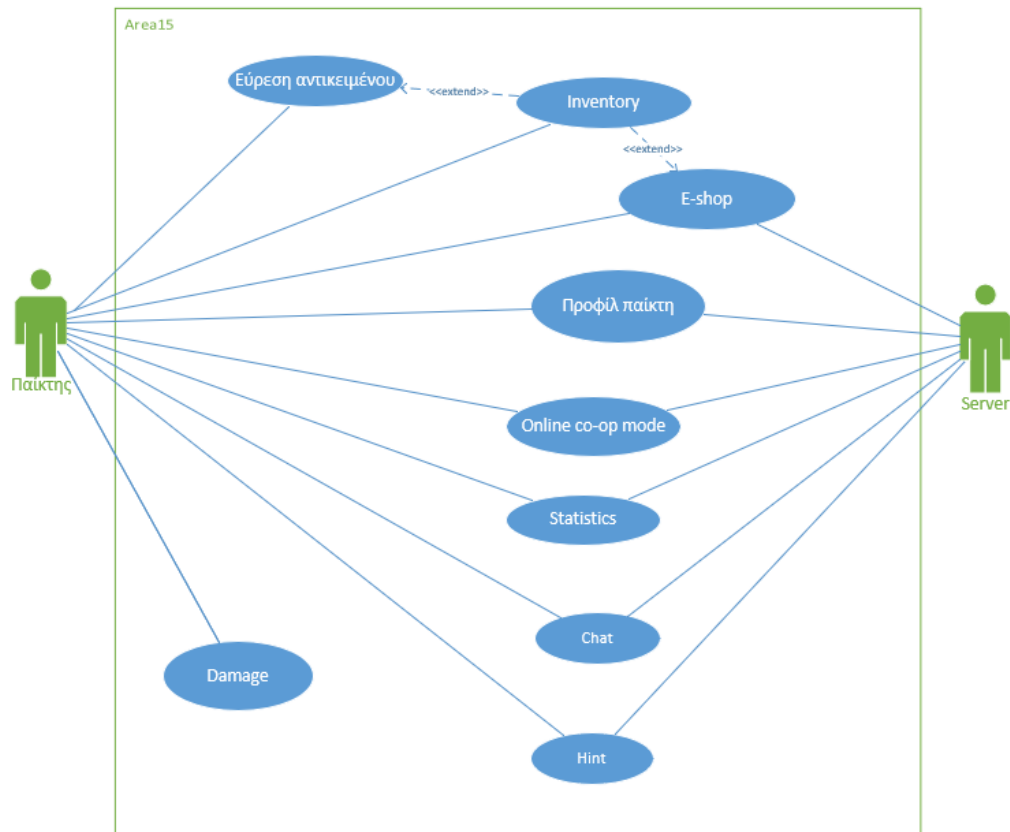 Area15
Εύρεση αντικειμένου
<<extend>>
Inventory
<<extend>>
E-shop
Προφίλ παίκτη
Παίκτης
Server
Online co-op mode
Statistics
Chat
Damage
Hint